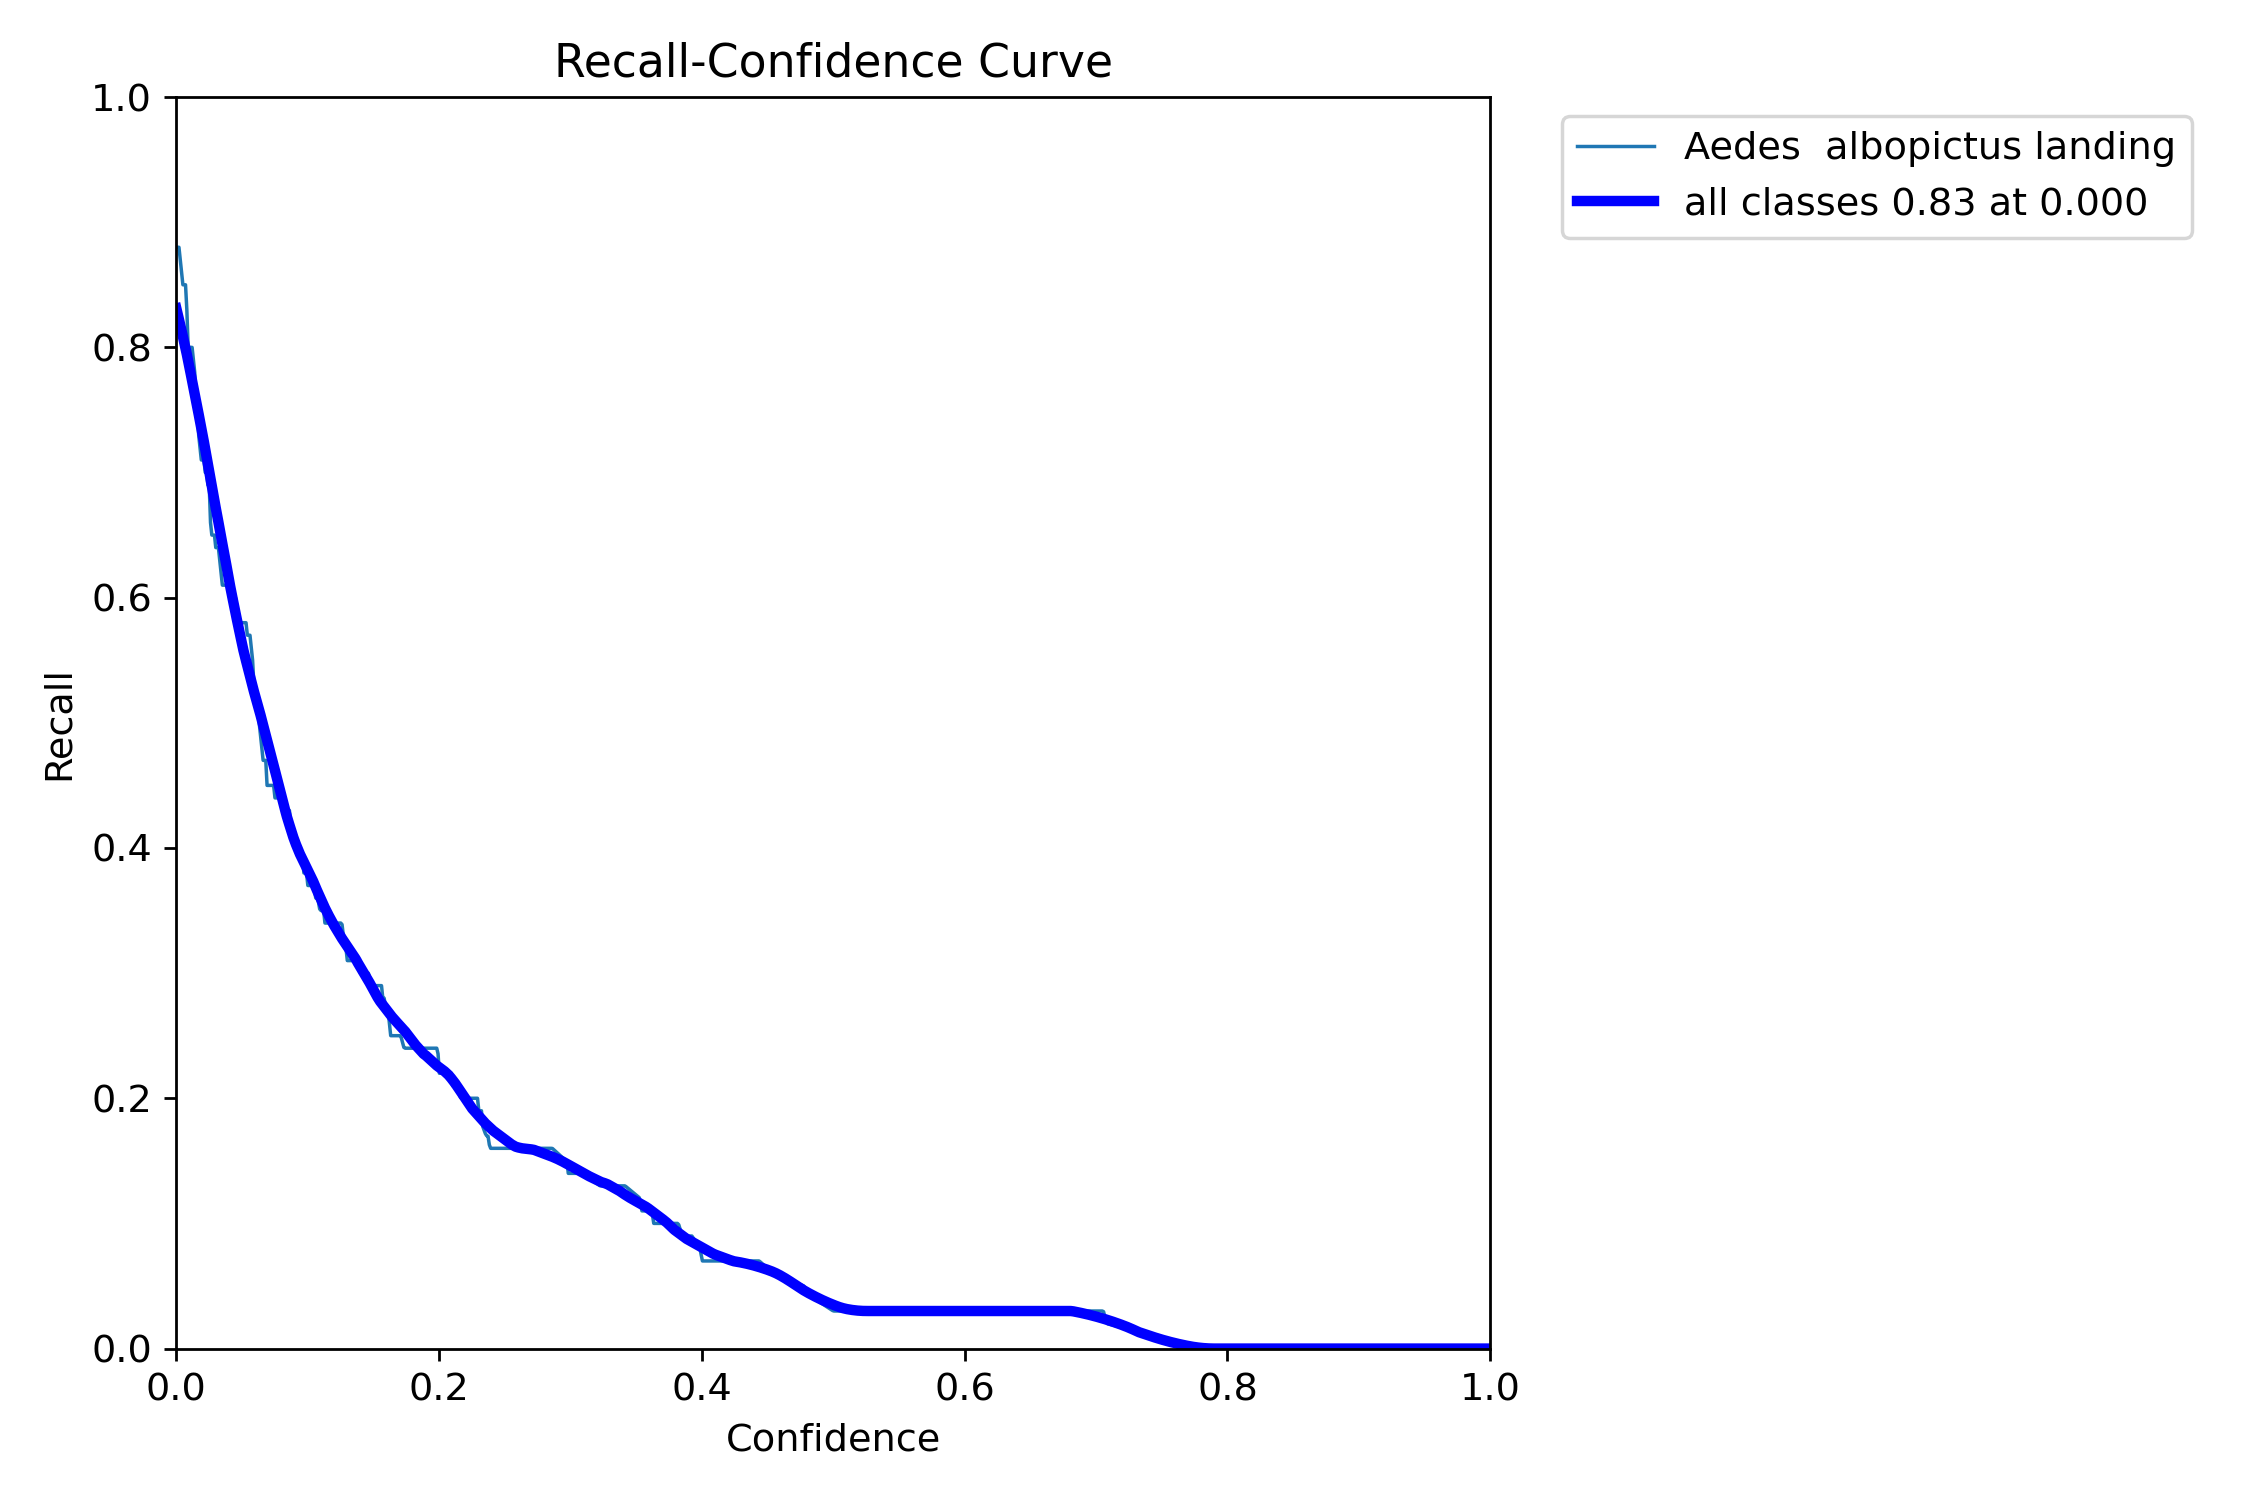 Recall-Confidence Curve
1.0
0.8
0.6
0.4
0.2
0.0
Recall
0.0 0.2 0.4 0.6 0.8 1.0
Confidence
Aedes  albopictus landing
all classes 0.83 at 0.000